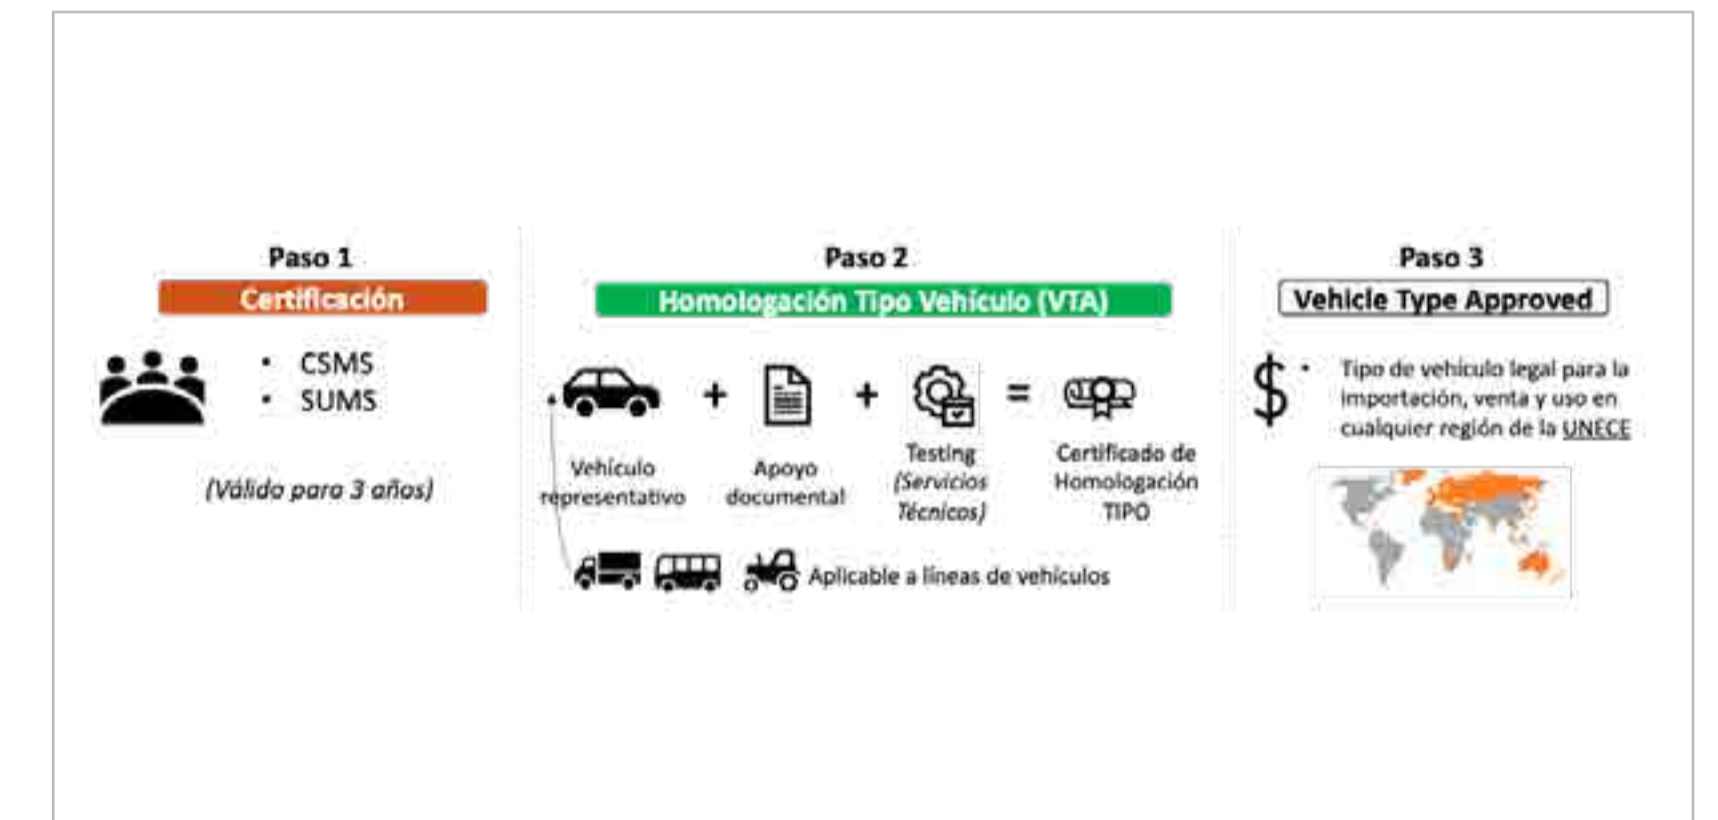 Paso 1
Certificación
• CSMS
• SUMS
(Válido para 3 años)
Paso 2
Homologación Tipo Vehículo (VTA)
+
+
=
Vehículo
representativo
Apoyo
documental
Testing
(Servicios
Técnicos)
Certificado de
Homologación
TIPO
Aplicable a líneas de vehículos
Paso 3
Vehicle Type Approved
$
• Tipo de vehículo legal para la
importación, venta y uso en
cualquier región de la UNECE